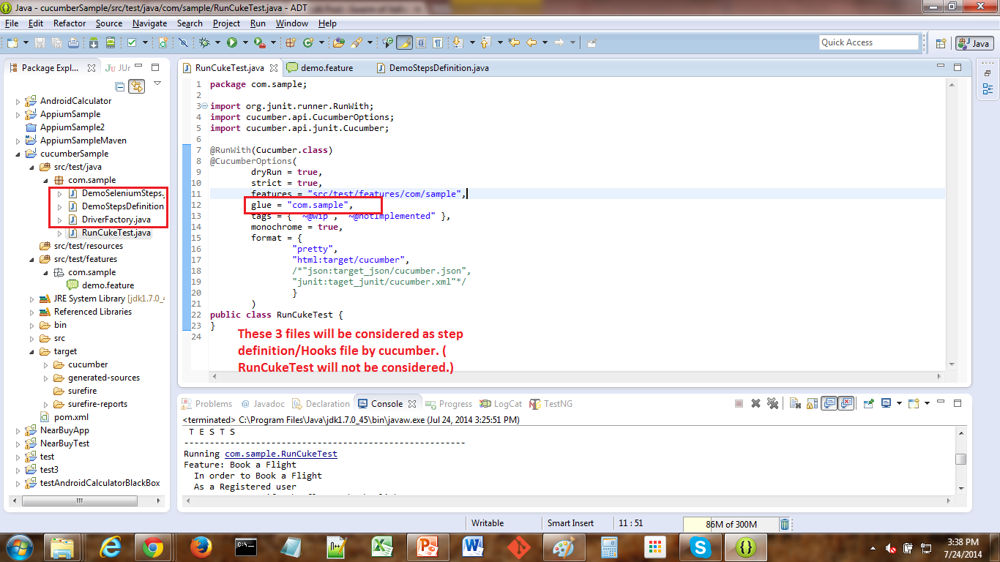 Java - cucumberSample/src/test/java/com/sample/RunCukeTest.java - ADT
File Edit Refactor Source Navigate Search Project Run Window Help
Quick Access
Java
Package Expl...
JUr
AndroidCalculator
AppiumSample
AppiumSample2
AppiumSampleMaven
cucumberSample
src/test/java
com.sample
DemoSeleniumSteps.
DemoStepsDefinition
DriverFactory.java
RunCukeTest.java
src/test/resources
src/test/features
com.sample
demo.feature
JRE System Library [jdk1.7.0_4
Referenced Libraries
bin
src
target
cucumber
generated-sources
surefire
surefire-reports
pom.xml
NearBuyApp
NearBuyTest
test
test3
testAndroidCalculatorBlackBox
RunCukeTest.java demo.feature DemoStepsDefinition.java
1 package com.sample;
2
3 import org.junit.runner.RunWith;
4 import cucumber.api.CucumberOptions;
5 import cucumber.api.junit.Cucumber;
6
7 @RunWith(Cucumber.class)
8 @CucumberOptions(
9 dryRun = true,
10 strict = true,
11 features = "src/test/features/com/sample",
12 glue = "com.sample",
13 tags = { "~@wip", "~@notImplemented" },
14 monochrome = true,
15 format = {
16 "pretty",
17 "html:target/cucumber",
18 /*"json:target_json/cucumber.json",
19 "junit:taget_junit/cucumber.xml"*/
20 }
21 )
22 public class RunCukeTest {
23 }
24
These 3 files will be considered as step
definition/Hooks file by cucumber. (
RunCukeTest will not be considered.)
Problems @ Javadoc Declaration Console Progress LogCat TestNG
<terminated> C:\Program Files\Java\jdk1.7.0_45\bin\javaw.exe (Jul 24, 2014 3:25:51 PM)
T E S T S
-------------------------------------------------------
Running com.sample.RunCukeTest
Feature: Book a Flight
In order to Book a Flight
As a Registered user
Writable
Smart Insert
11 : 51
86M of 300M
3:38 PM
7/24/2014